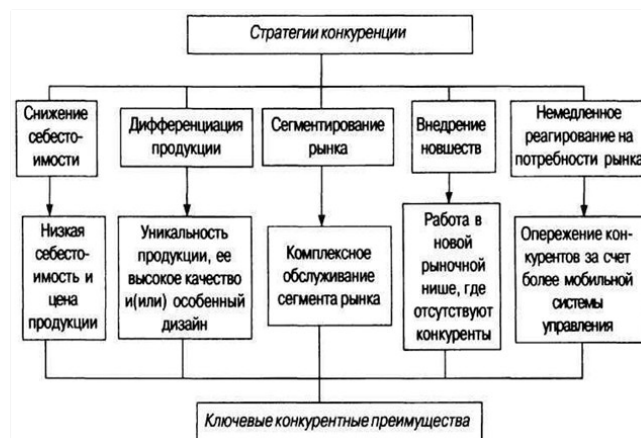 Стратегии конкуренции
Снижение
себесто-
имости
Дифференциация
продукции
Сегментирование
рынка
Внедрение
новшеств
Немедленное
реагирование на
потребности рынка
Низкая
себесто-
имость и
цена
продукции
Уникальность
продукции, ее
высокое качество
и(или) особенный
дизайн
Комплексное
обслуживание
сегмента рынка
Работа в
новой
рыночной
нише, где
отсутствуют
конкуренты
Опережение кон-
курентов за счет
более мобильной
системы
управления
Ключевые конкурентные преимущества